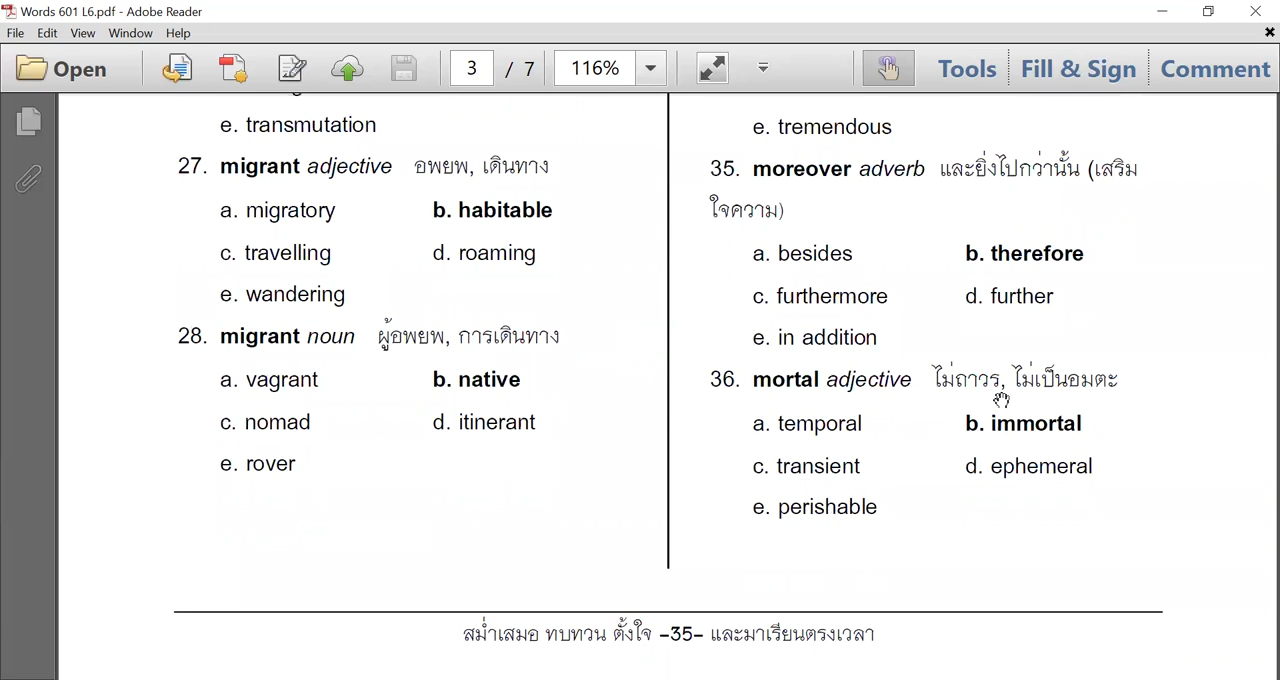 Words 601 L6.pdf - Adobe Reader
File Edit View Window Help
Open 3 / 7 116% Tools Fill & Sign Comment
e. transmutation
27. migrant adjective อพยพ, เดินทาง
a. migratory b. habitable
c. travelling d. roaming
e. wandering
28. migrant noun ผู้อพยพ, การเดินทาง
a. vagrant b. native
c. nomad d. itinerant
e. rover
e. tremendous
35. moreover adverb และยิ่งไปกว่านั้น (เสริม
ใจความ)
a. besides b. therefore
c. furthermore d. further
e. in addition
36. mortal adjective ไม่ถาวร, ไม่เป็นอมตะ
a. temporal b. immortal
c. transient d. ephemeral
e. perishable
สม่ำเสมอ ทบทวน ตั้งใจ -35- และมาเรียนตรงเวลา